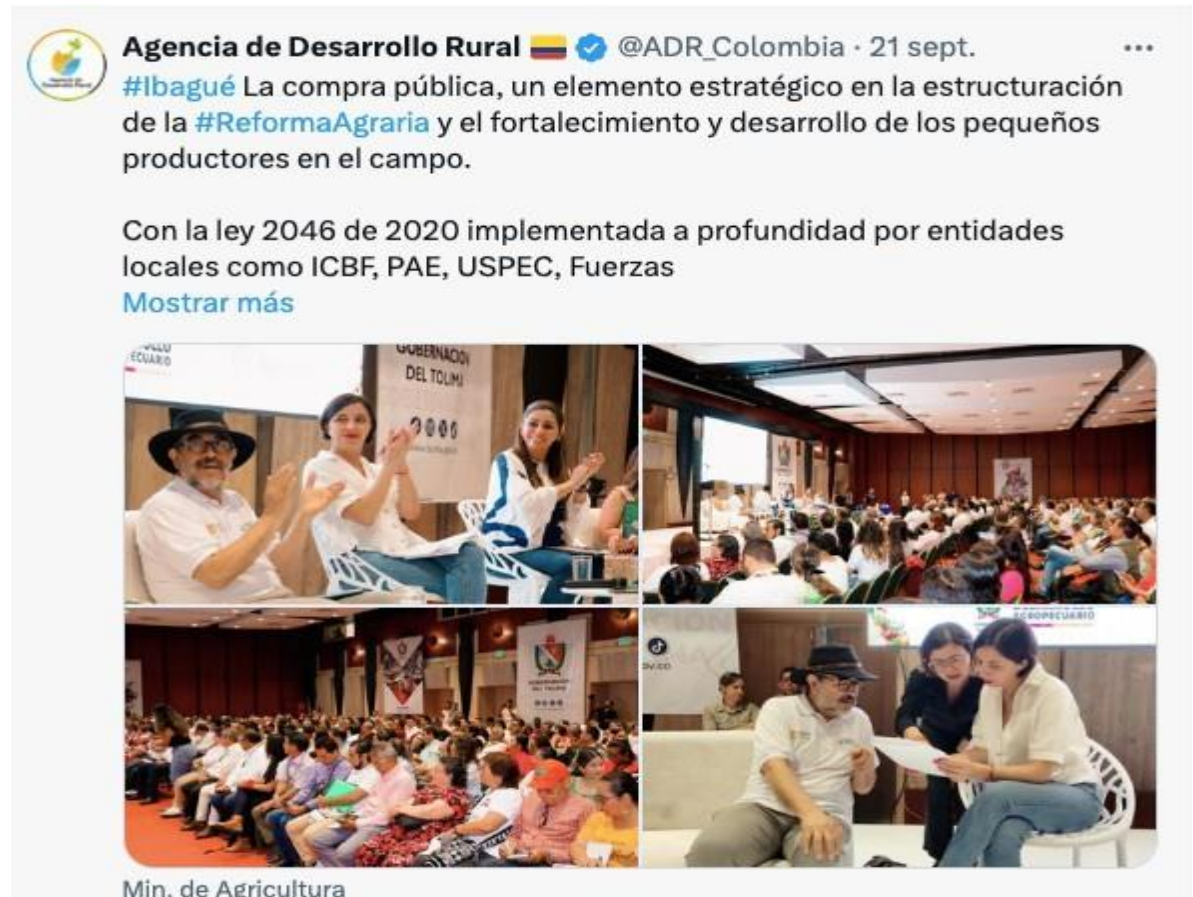 Agencia de Desarrollo Rural @ADR_Colombia · 21 sept.
#Ibagué La compra pública, un elemento estratégico en la estructuración
de la #ReformaAgraria y el fortalecimiento y desarrollo de los pequeños
productores en el campo.
Con la ley 2046 de 2020 implementada a profundidad por entidades
locales como ICBF, PAE, USPEC, Fuerzas
Mostrar más
ECUARIO
GOBERNACIÓN
DEL TOLIMA
GOBERNACIÓN
DEL TOLIMA
AGROPECUARIO
Min. de Agricultura